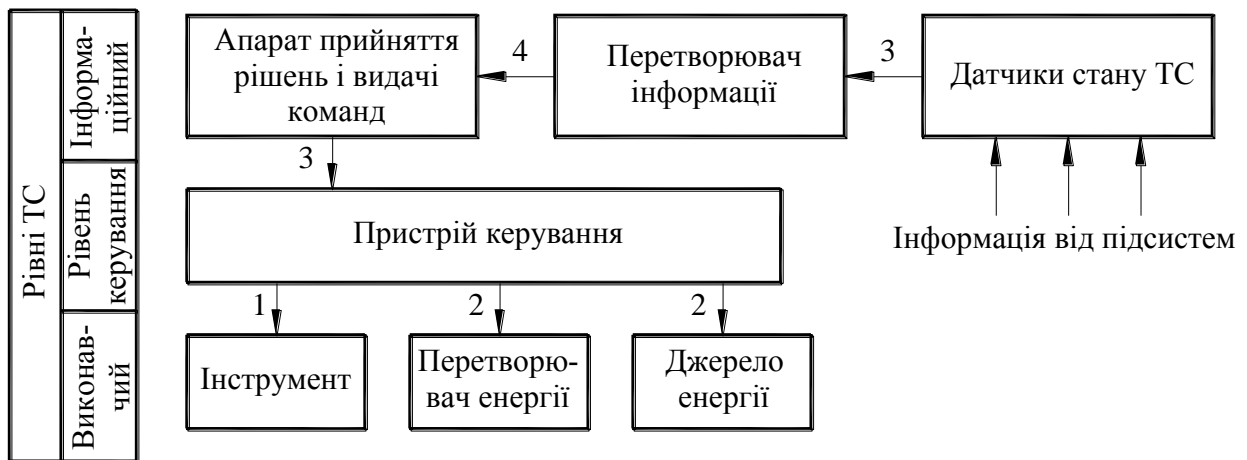 Рівні ТС
Інформа-
ційний
Рівень
керування
Виконав-
чий
Апарат прийняття
рішень і видачі
команд
4
Перетворювач
інформації
3
Датчики стану ТС
3
Пристрій керування
Інформація від підсистем
1
2
2
Інструмент
Перетворю-
вач енергії
Джерело
енергії